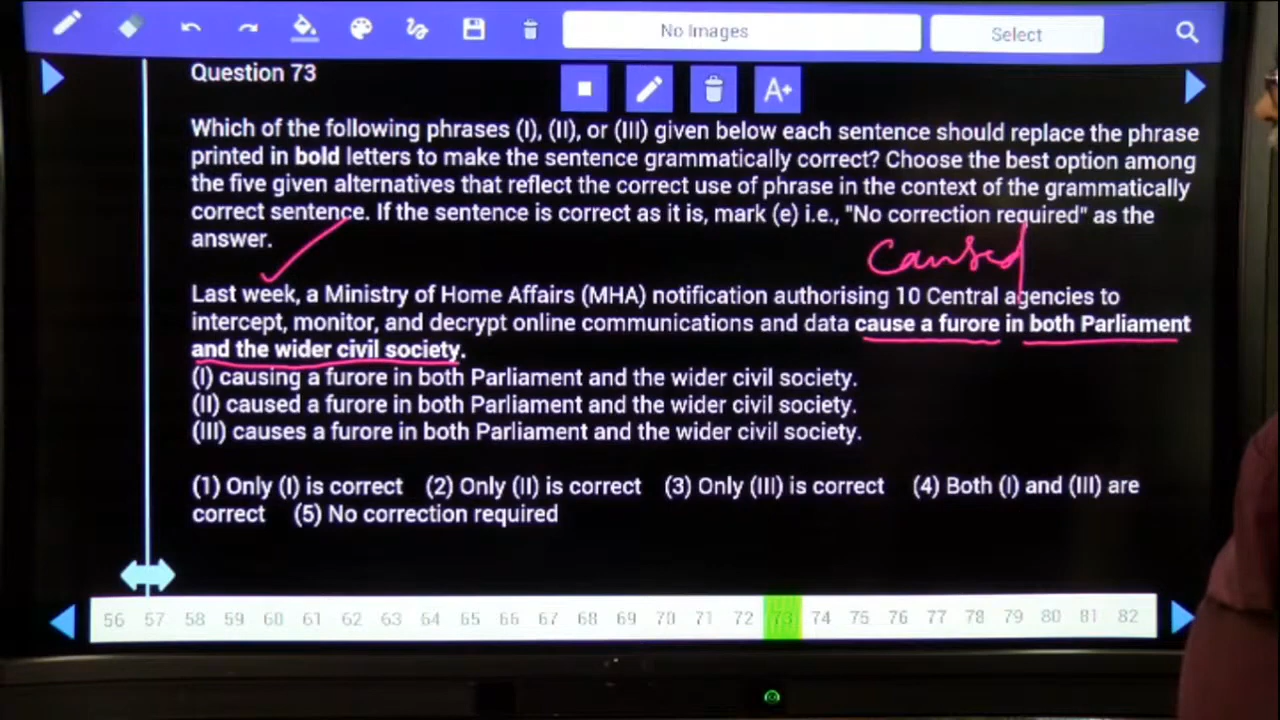 No Images
Select
Question 73
A+
Which of the following phrases (I), (II), or (III) given below each sentence should replace the phrase
printed in bold letters to make the sentence grammatically correct? Choose the best option among
the five given alternatives that reflect the correct use of phrase in the context of the grammatically
correct sentence. If the sentence is correct as it is, mark (e) i.e., "No correction required" as the
answer.
caused
Last week, a Ministry of Home Affairs (MHA) notification authorising 10 Central agencies to
intercept, monitor, and decrypt online communications and data cause a furore in both Parliament
and the wider civil society.
(I) causing a furore in both Parliament and the wider civil society.
(II) caused a furore in both Parliament and the wider civil society.
(III) causes a furore in both Parliament and the wider civil society.
(1) Only (I) is correct (2) Only (II) is correct (3) Only (III) is correct (4) Both (I) and (III) are
correct (5) No correction required
56 57 58 59 60 61 62 63 64 65 66 67 68 69 70 71 72 73 74 75 76 77 78 79 80 81 82